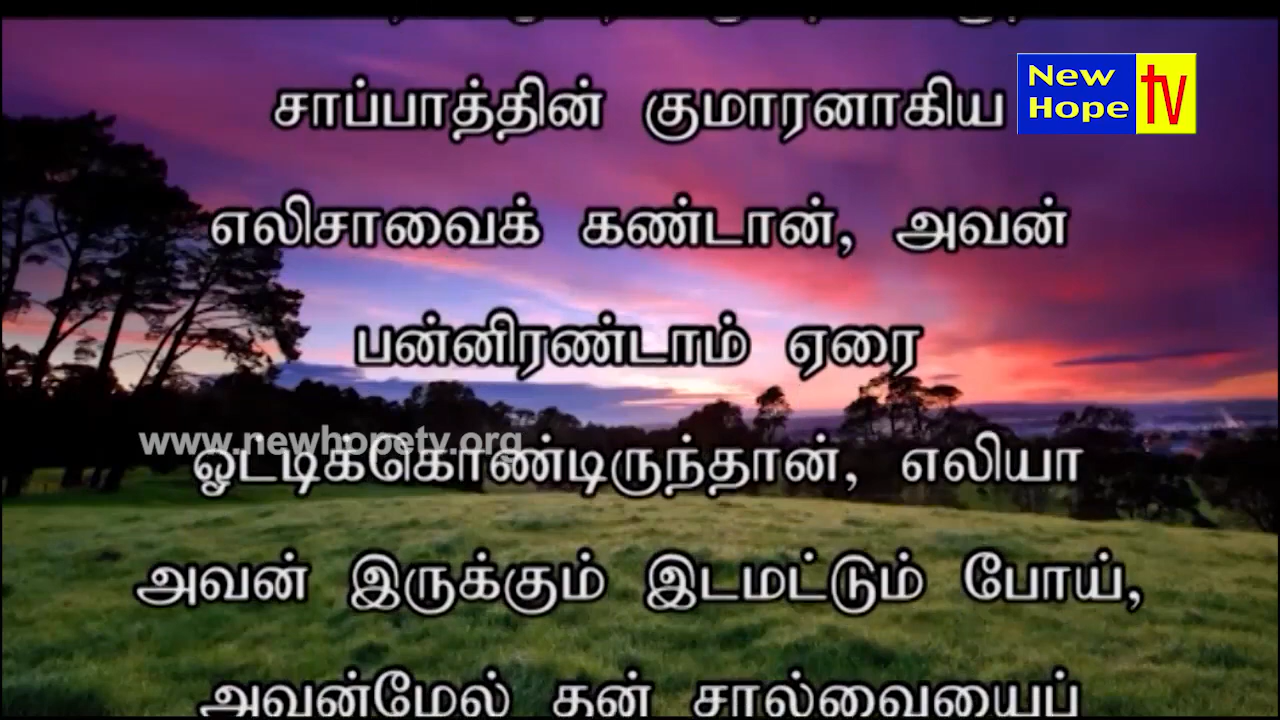 New Hope tv
சாப்பாத்தின் குமாரனாகிய
எலிசாவைக் கண்டான், அவன்
பன்னிரண்டாம் ஏரை
www.newhopetv.org
ஓட்டிக்கொண்டிருந்தான், எலியா
அவன் இருக்கும் இடமட்டும் போய்,
அவன்மேல் தன் சால்வையைப்